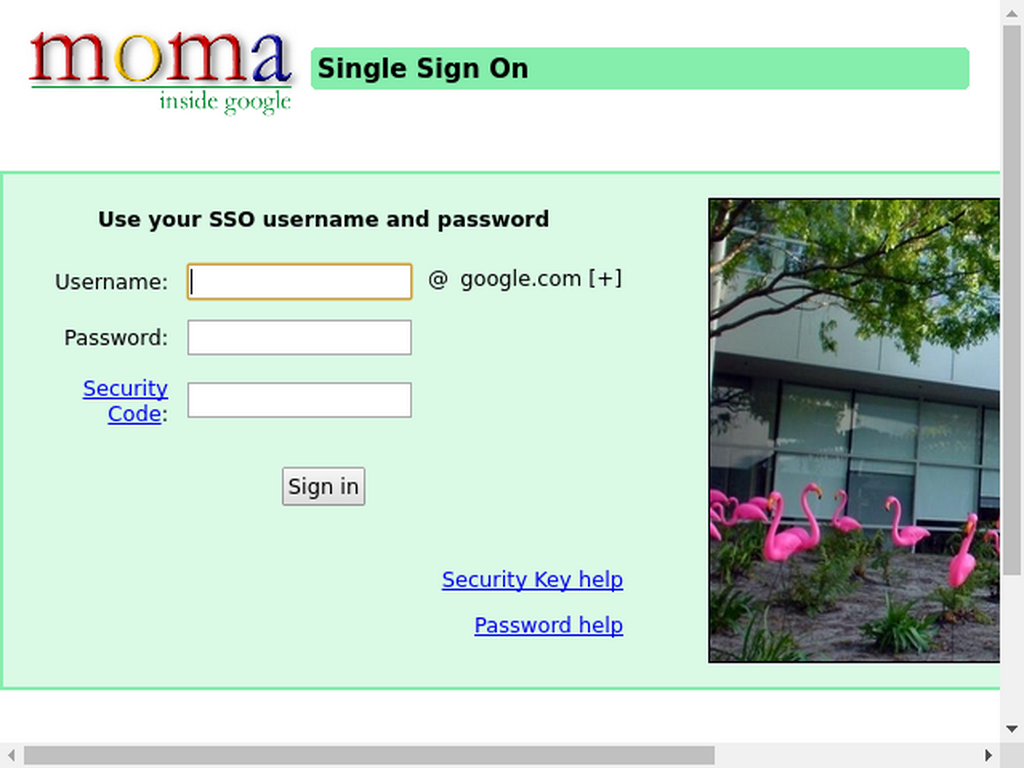 moma
inside google
Single Sign On
Use your SSO username and password
Username:
@ google.com [+]
Password:
Security
Code:
Sign in
Security Key help
Password help